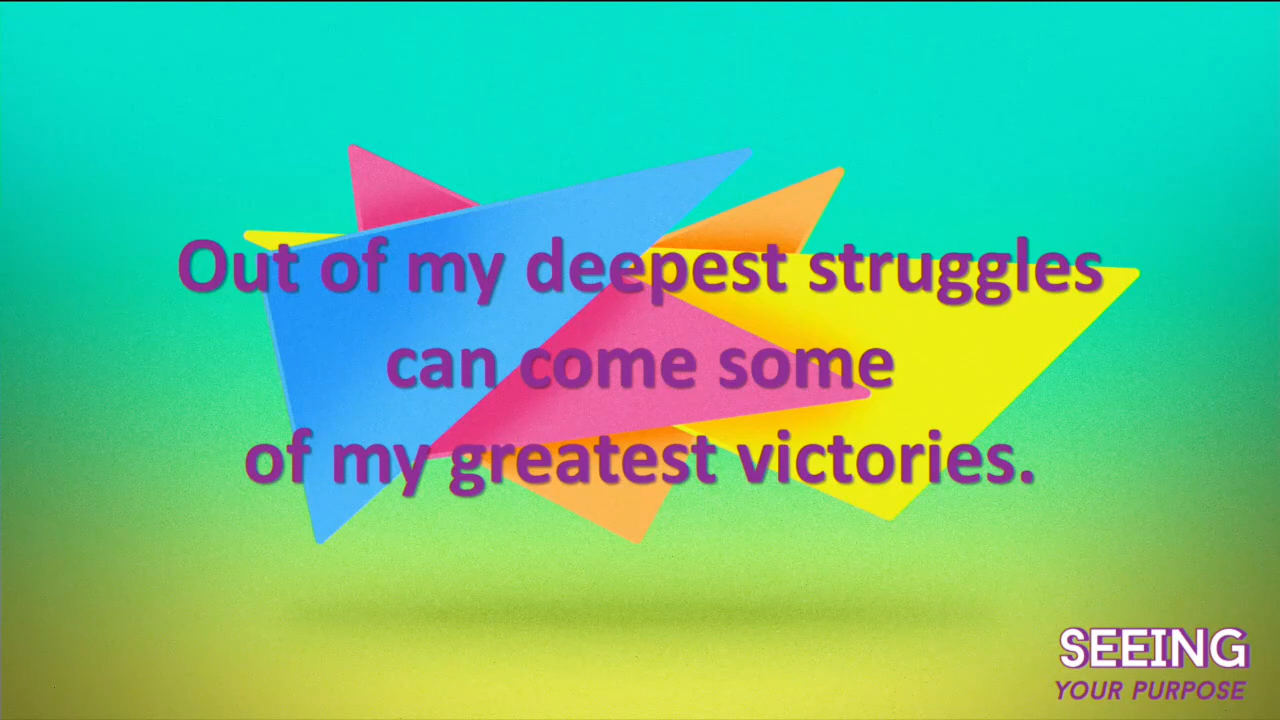 Out of my deepest struggles
can come some
of my greatest victories.
SEEING
YOUR PURPOSE